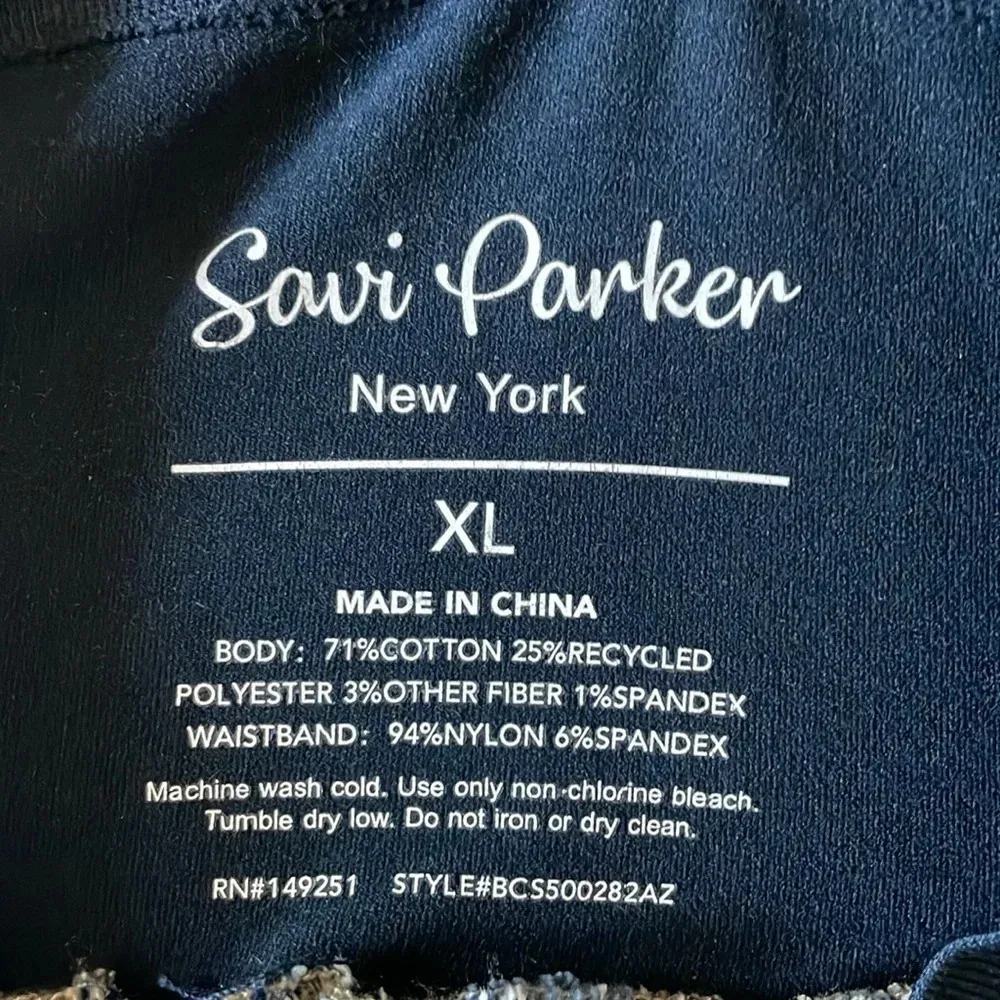 Savi Parker
New York
XL
MADE IN CHINA
BODY: 71%COTTON 25%RECYCLED
POLYESTER 3%OTHER FIBER 1%SPANDEX
WAISTBAND: 94%NYLON 6%SPANDEX
Machine wash cold. Use only non-chlorine bleach.
Tumble dry low. Do not iron or dry clean.
RN#149251 STYLE#BCS500282AZ